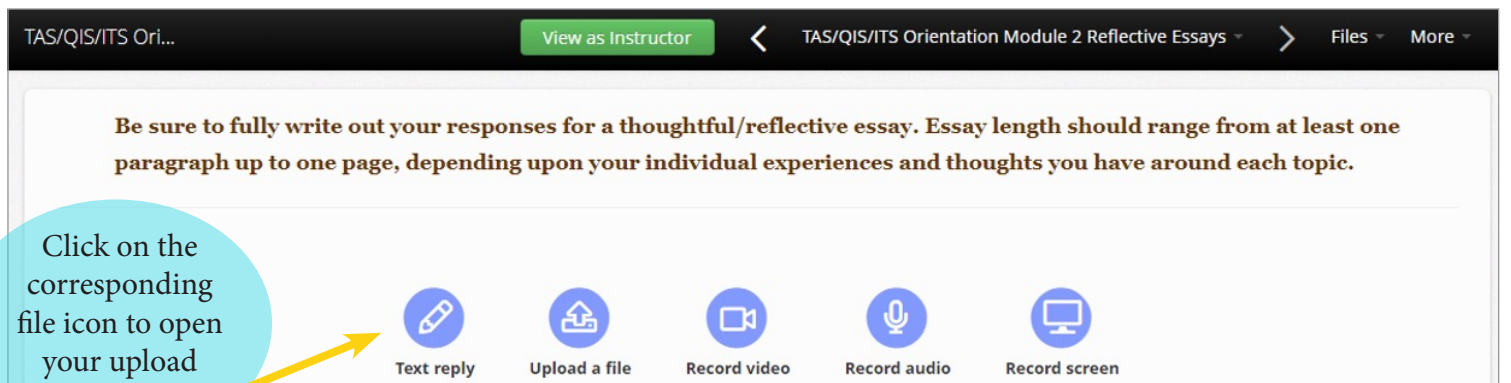 TAS/QIS/ITS Ori... View as Instructor TAS/QIS/ITS Orientation Module 2 Reflective Essays Files More
Be sure to fully write out your responses for a thoughtful/reflective essay. Essay length should range from at least one
paragraph up to one page, depending upon your individual experiences and thoughts you have around each topic.
Click on the
corresponding
file icon to open
your upload
Text reply Upload a file Record video Record audio Record screen